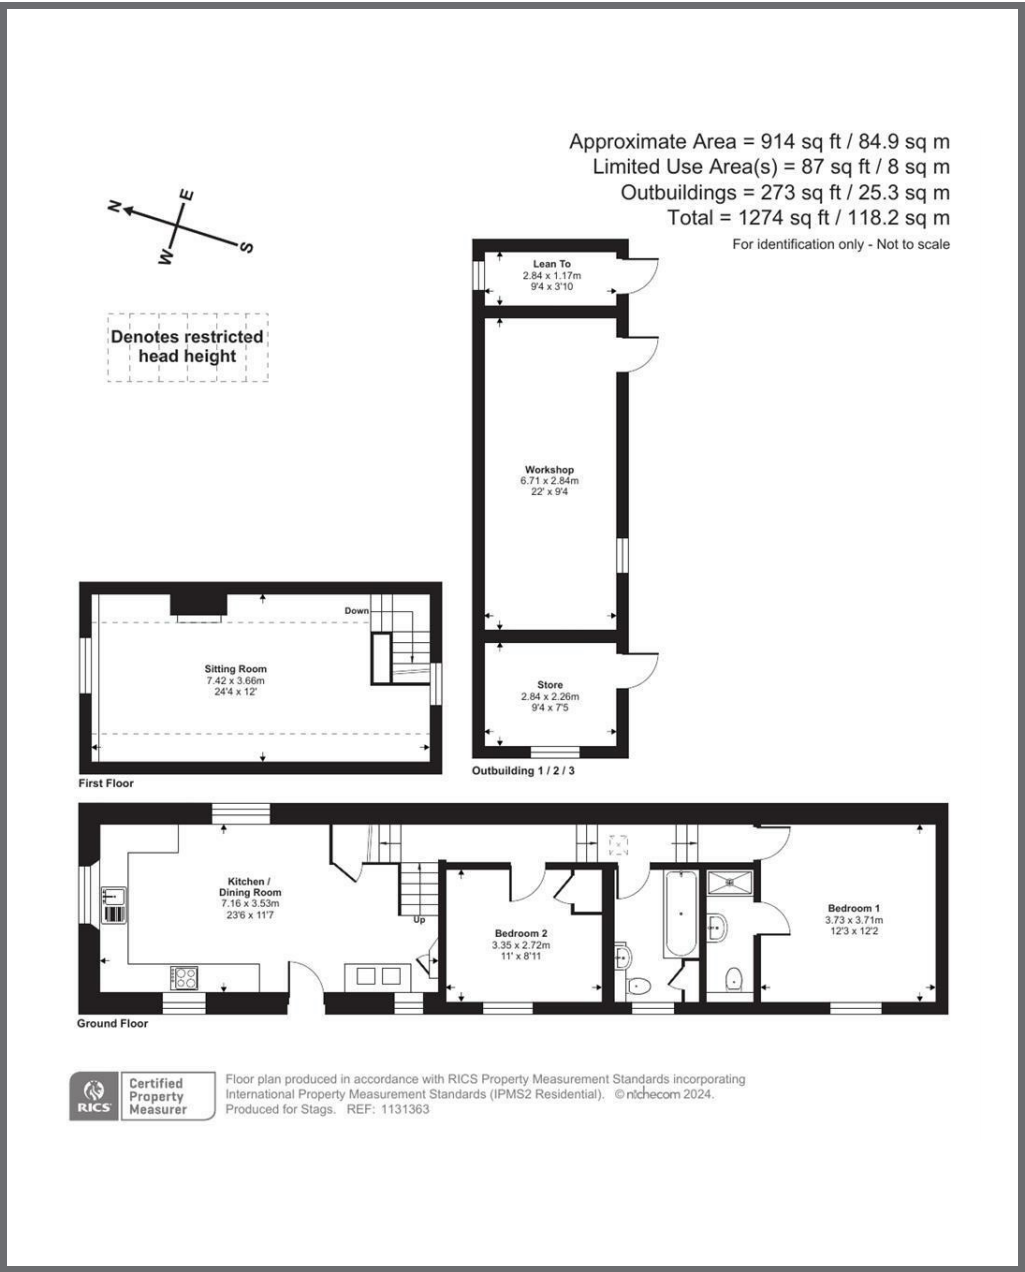 Approximate Area = 914 sq ft / 84.9 sq m
Limited Use Area(s) = 87 sq ft / 8 sq m
Outbuildings = 273 sq ft / 25.3 sq m
Total = 1274 sq ft / 118.2 sq m
For identification only - Not to scale
N
E
W
S
Denotes restricted
head height
Lean To
2.84 x 1.17m
9'4 x 3'10
Workshop
6.71 x 2.84m
22' x 9'4
Store
2.84 x 2.26m
9'4 x 7'5
Outbuilding 1 / 2 / 3
Down
Sitting Room
7.42 x 3.66m
24'4 x 12'
First Floor
Kitchen /
Dining Room
7.16 x 3.53m
23'6 x 11'7
Up
Bedroom 2
3.35 x 2.72m
11' x 8'11
Bedroom 1
3.73 x 3.71m
12'3 x 12'2
Ground Floor
RICS
Certified
Property
Measurer
Floor plan produced in accordance with RICS Property Measurement Standards incorporating
International Property Measurement Standards (IPMS2 Residential). © nichecom 2024.
Produced for Stags. REF: 1131363